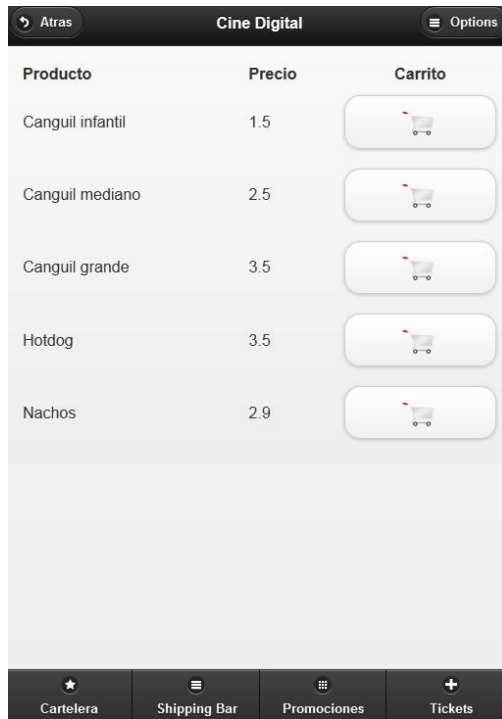 Atras Cine Digital Options
Producto Precio Carrito
Canguil infantil 1.5
Canguil mediano 2.5
Canguil grande 3.5
Hotdog 3.5
Nachos 2.9
Cartelera Shipping Bar Promociones Tickets